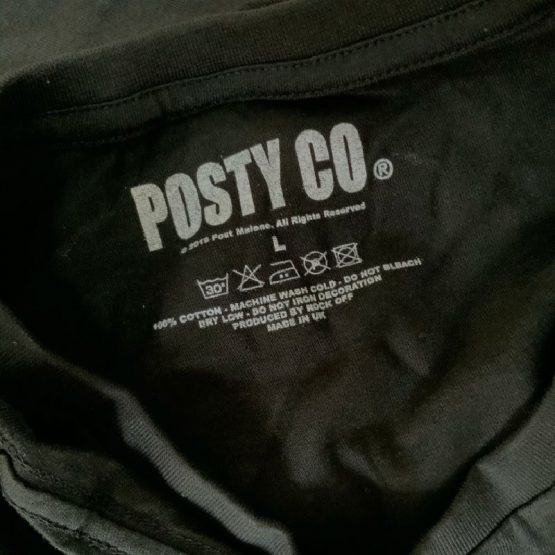 POSTY CO®
© 2019 Post Malone, All Rights Reserved
L
30°
100% COTTON - MACHINE WASH COLD - DO NOT BLEACH
DRY LOW - DO NOT IRON DECORATION
PRODUCED BY ROCK OFF
MADE IN UK